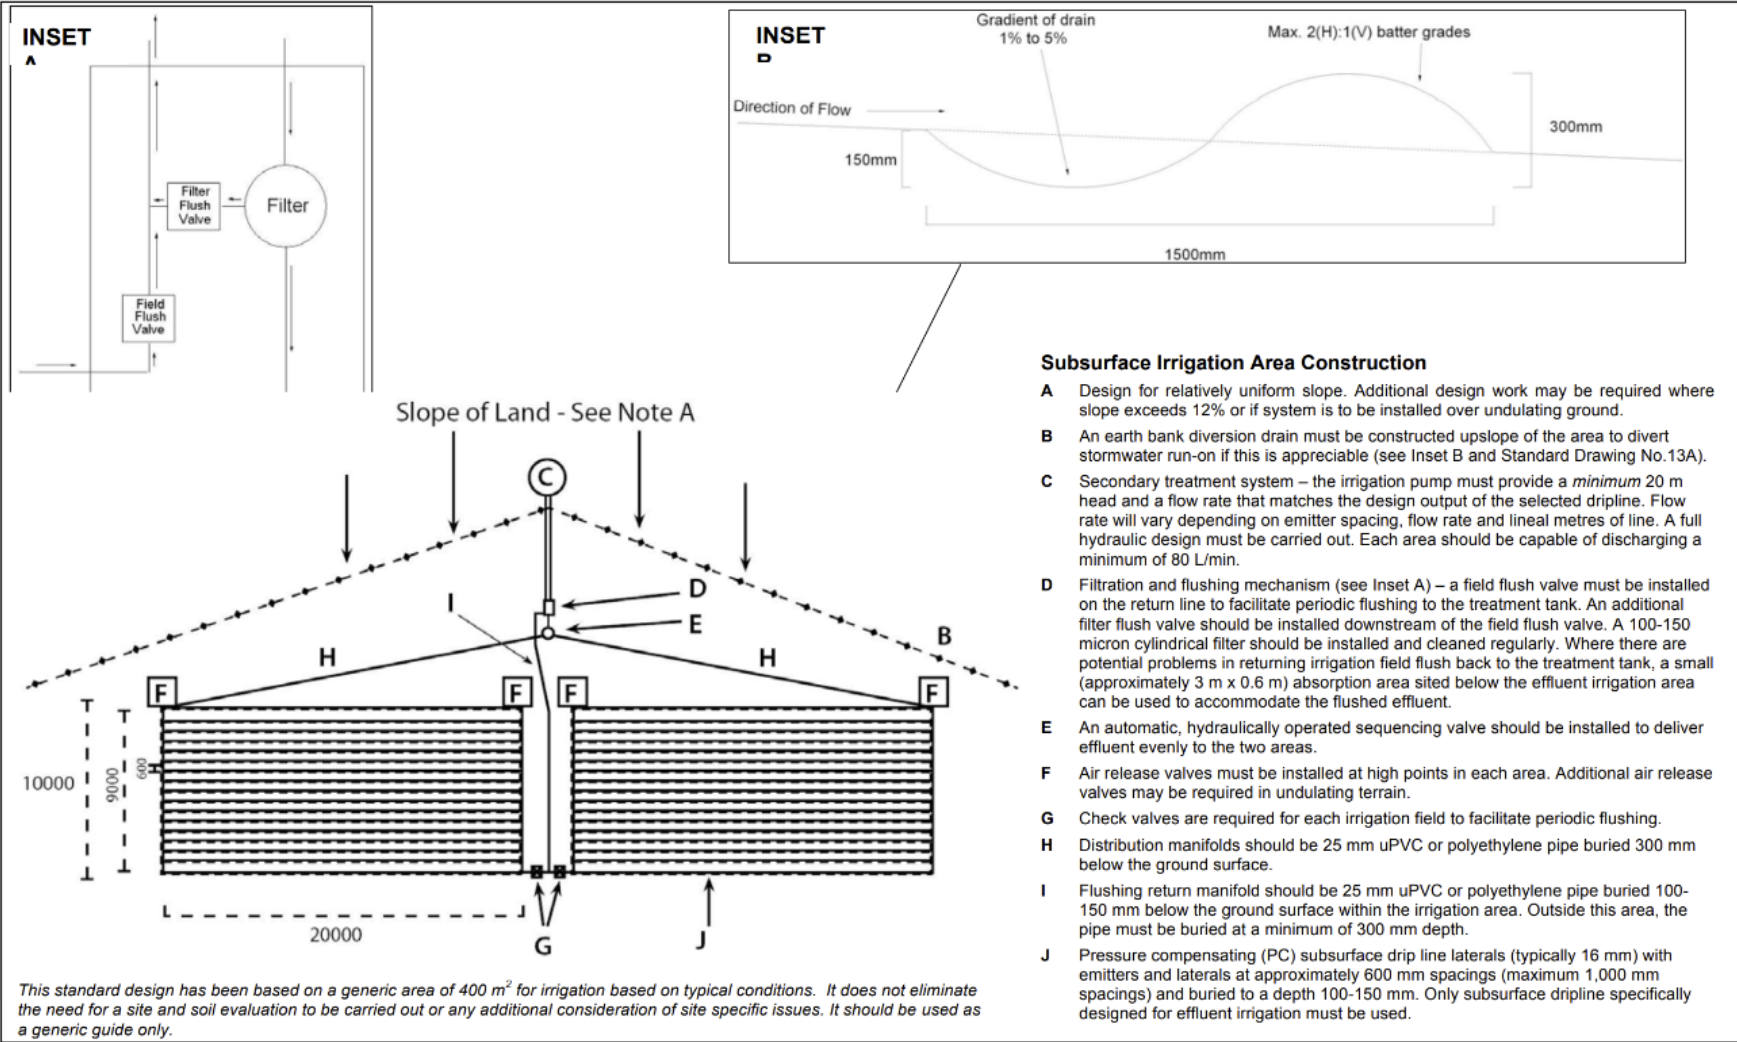 INSET
A
Filter
Flush
Valve
Filter
Field
Flush
Valve
INSET
B
Gradient of drain
1% to 5%
Max. 2(H):1(V) batter grades
Direction of Flow
150mm
300mm
1500mm
Slope of Land - See Note A
C
D
I
E
B
H
H
F
F
F
F
10000
9000
600
20000
G
J
This standard design has been based on a generic area of 400 m² for irrigation based on typical conditions. It does not eliminate
the need for a site and soil evaluation to be carried out or any additional consideration of site specific issues. It should be used as
a generic guide only.
Subsurface Irrigation Area Construction
A Design for relatively uniform slope. Additional design work may be required where
slope exceeds 12% or if system is to be installed over undulating ground.
B An earth bank diversion drain must be constructed upslope of the area to divert
stormwater run-on if this is appreciable (see Inset B and Standard Drawing No.13A).
C Secondary treatment system – the irrigation pump must provide a minimum 20 m
head and a flow rate that matches the design output of the selected dripline. Flow
rate will vary depending on emitter spacing, flow rate and lineal metres of line. A full
hydraulic design must be carried out. Each area should be capable of discharging a
minimum of 80 L/min.
D Filtration and flushing mechanism (see Inset A) – a field flush valve must be installed
on the return line to facilitate periodic flushing to the treatment tank. An additional
filter flush valve should be installed downstream of the field flush valve. A 100-150
micron cylindrical filter should be installed and cleaned regularly. Where there are
potential problems in returning irrigation field flush back to the treatment tank, a small
(approximately 3 m x 0.6 m) absorption area sited below the effluent irrigation area
can be used to accommodate the flushed effluent.
E An automatic, hydraulically operated sequencing valve should be installed to deliver
effluent evenly to the two areas.
F Air release valves must be installed at high points in each area. Additional air release
valves may be required in undulating terrain.
G Check valves are required for each irrigation field to facilitate periodic flushing.
H Distribution manifolds should be 25 mm uPVC or polyethylene pipe buried 300 mm
below the ground surface.
I Flushing return manifold should be 25 mm uPVC or polyethylene pipe buried 100-
150 mm below the ground surface within the irrigation area. Outside this area, the
pipe must be buried at a minimum of 300 mm depth.
J Pressure compensating (PC) subsurface drip line laterals (typically 16 mm) with
emitters and laterals at approximately 600 mm spacings (maximum 1,000 mm
spacings) and buried to a depth 100-150 mm. Only subsurface dripline specifically
designed for effluent irrigation must be used.